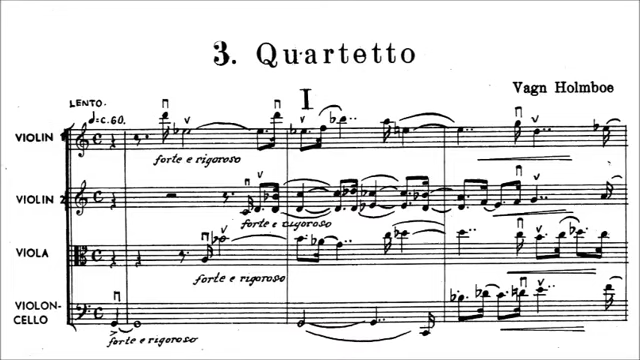 3. Quartetto
I
Vagn Holmboe
LENTO.
♩=c.60.
VIOLIN 1
forte e rigoroso
VIOLIN 2
forte e rigoroso
VIOLA
forte e rigoroso
VIOLON-
CELLO
forte e rigoroso